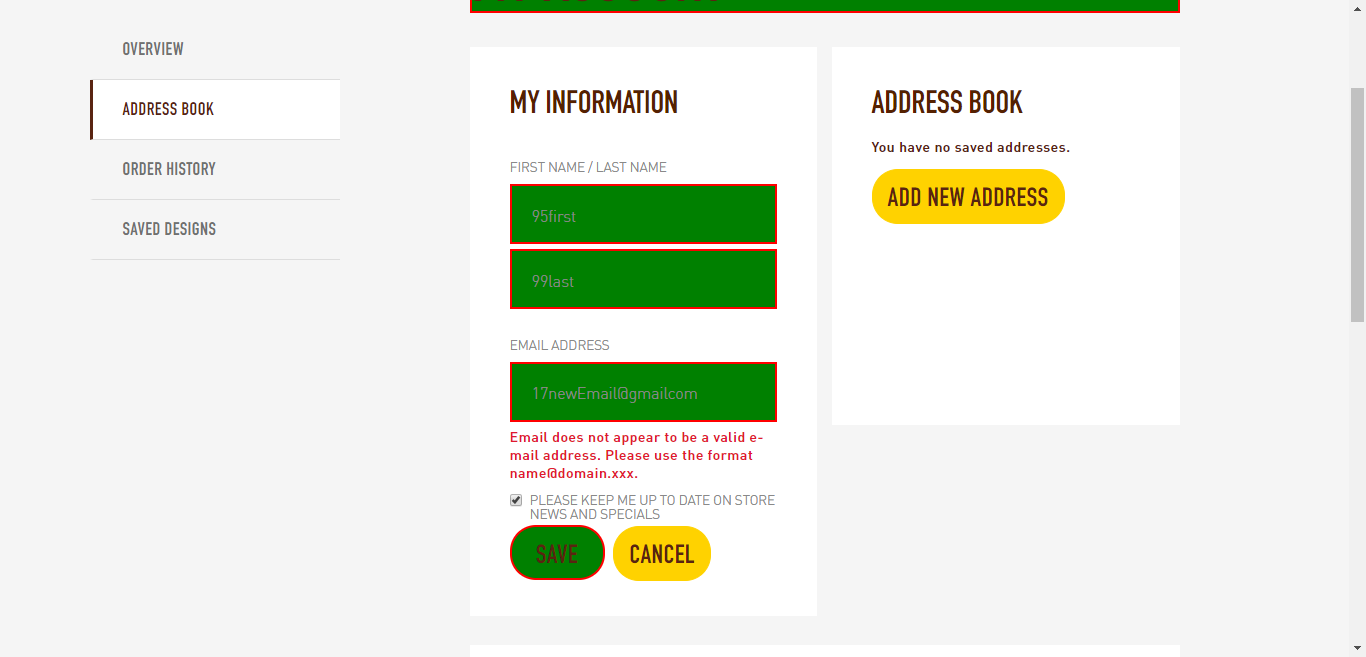 OVERVIEW
ADDRESS BOOK
ORDER HISTORY
SAVED DESIGNS
MY INFORMATION
FIRST NAME / LAST NAME
95first
99last
EMAIL ADDRESS
17newEmail@gmailcom
Email does not appear to be a valid e-
mail address. Please use the format
name@domain.xxx.
PLEASE KEEP ME UP TO DATE ON STORE
NEWS AND SPECIALS
SAVE
CANCEL
ADDRESS BOOK
You have no saved addresses.
ADD NEW ADDRESS